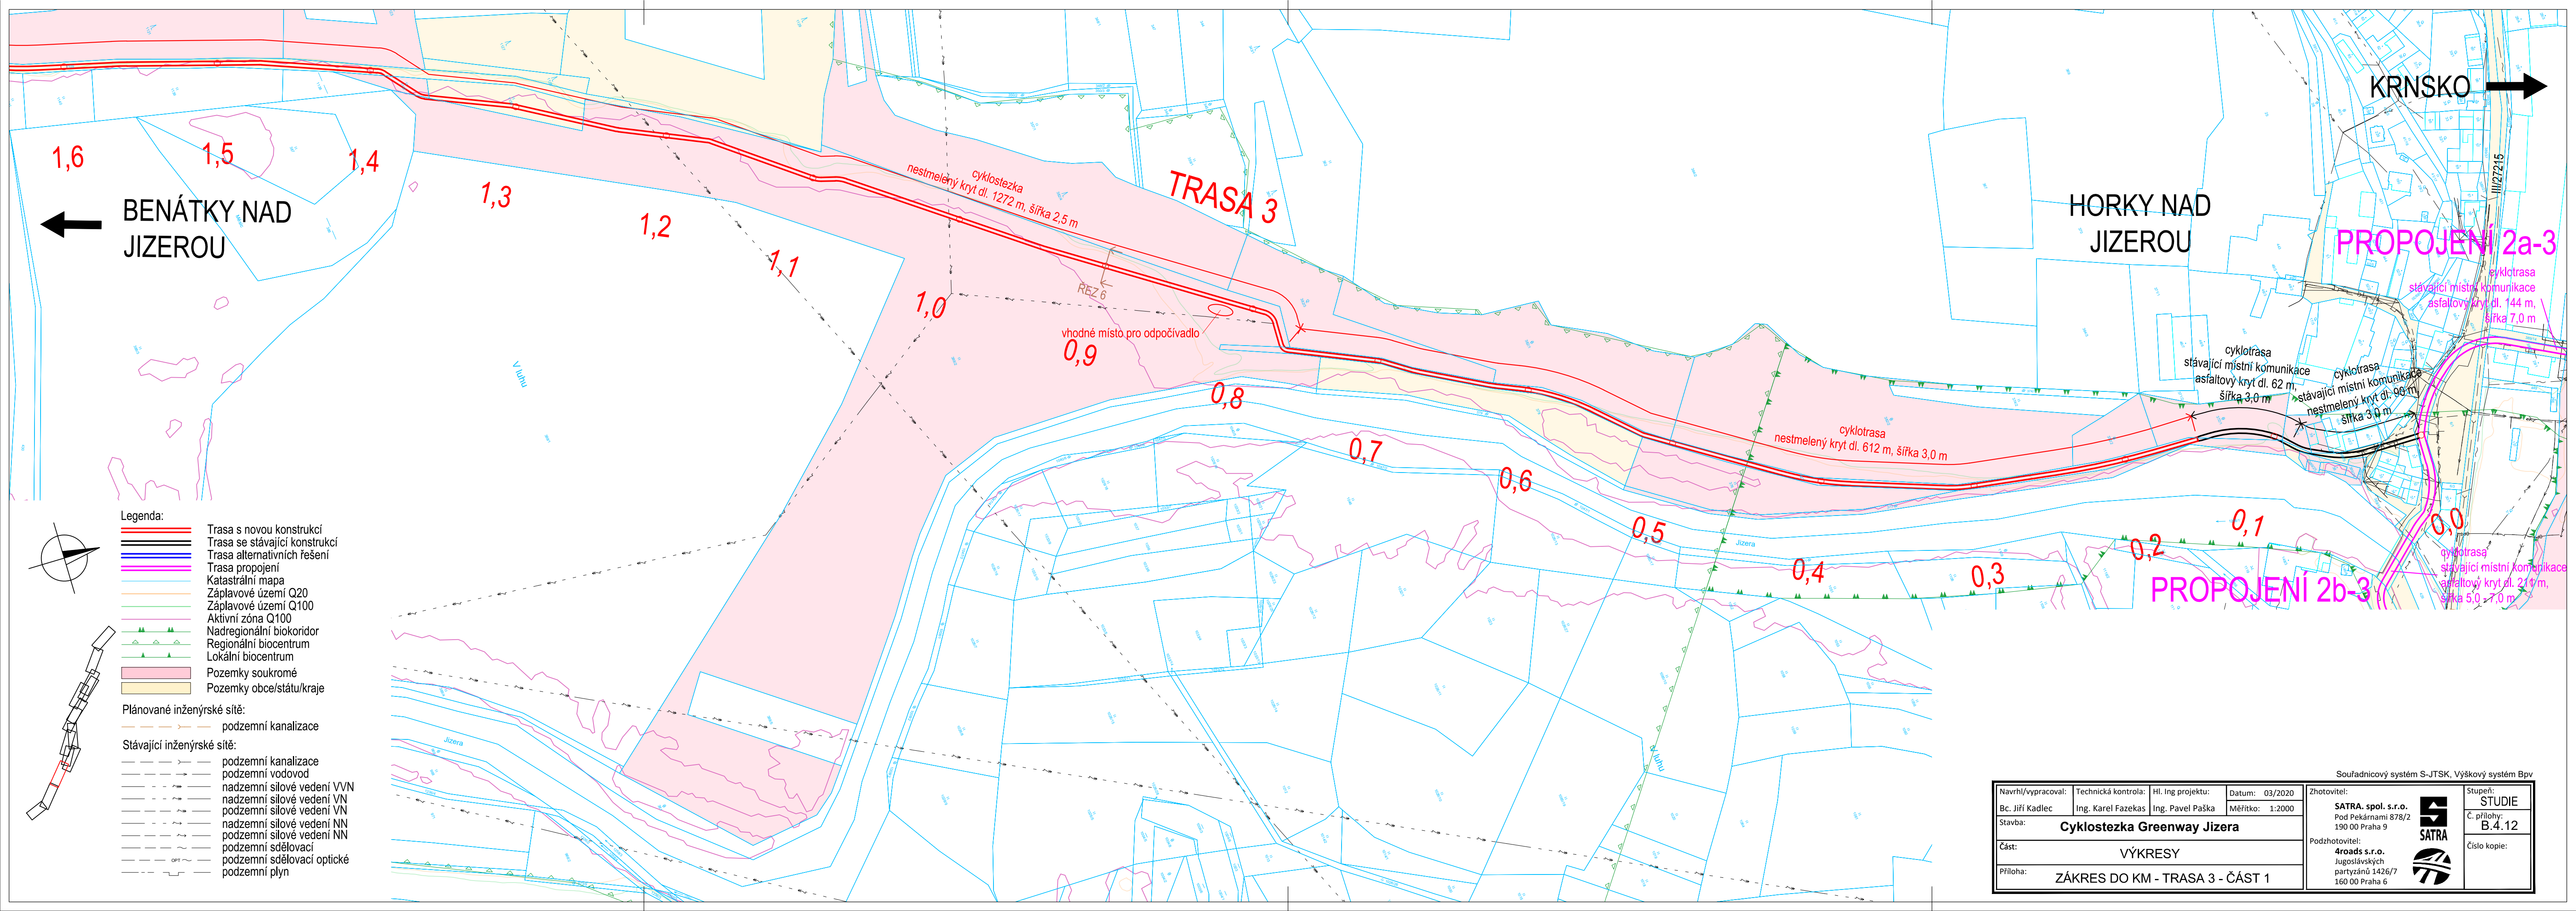 KRNSKO
III/27215
1,6
1,5
1,4
1,3
1,2
1,1
1,0
0,9
0,8
0,7
0,6
0,5
0,4
0,3
0,2
0,1
0,0
BENÁTKY NAD
JIZEROU
cyklostezka
nestmelený kryt dl. 1272 m, šířka 2,5 m
TRASA 3
ŘEZ 6
vhodné místo pro odpočívadlo
V luhu
HORKY NAD
JIZEROU
PROPOJENÍ 2a-3
cyklotrasa
stávající místní komunikace
asfaltový kryt dl. 144 m,
šířka 7,0 m
cyklotrasa
stávající místní komunikace
asfaltový kryt dl. 62 m,
šířka 3,0 m
cyklotrasa
stávající místní komunikace
nestmelený kryt dl. 90 m,
šířka 3,0 m
cyklotrasa
nestmelený kryt dl. 612 m, šířka 3,0 m
Jizera
PROPOJENÍ 2b-3
cyklotrasa
stávající místní komunikace
asfaltový kryt dl. 211 m,
šířka 5,0 - 7,0 m
V luhu
Jizera
Legenda:
Trasa s novou konstrukcí
Trasa se stávající konstrukcí
Trasa alternativních řešení
Trasa propojení
Katastrální mapa
Záplavové území Q20
Záplavové území Q100
Aktivní zóna Q100
Nadregionální biokoridor
Regionální biocentrum
Lokální biocentrum
Pozemky soukromé
Pozemky obce/státu/kraje
Plánované inženýrské sítě:
podzemní kanalizace
Stávající inženýrské sítě:
podzemní kanalizace
podzemní vodovod
nadzemní silové vedení VVN
nadzemní silové vedení VN
podzemní silové vedení VN
nadzemní silové vedení NN
podzemní silové vedení NN
podzemní sdělovací
OPT podzemní sdělovací optické
podzemní plyn
Souřadnicový systém S-JTSK, Výškový systém Bpv
Navrhl/vypracoval: Technická kontrola: Hl. Ing projektu: Datum: 03/2020
Bc. Jiří Kadlec Ing. Karel Fazekas Ing. Pavel Paška Měřítko: 1:2000
Stavba: Cyklostezka Greenway Jizera
Část: VÝKRESY
Příloha: ZÁKRES DO KM - TRASA 3 - ČÁST 1
Zhotovitel:
SATRA. spol. s.r.o.
Pod Pekárnami 878/2
190 00 Praha 9
SATRA
Podzhotovitel:
4roads s.r.o.
Jugoslávských
partyzánů 1426/7
160 00 Praha 6
Stupeň:
STUDIE
Č. přílohy:
B.4.12
Číslo kopie: